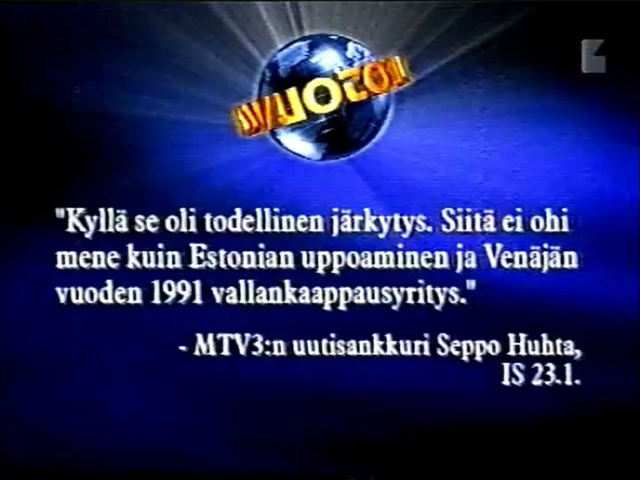 "Kyllä se oli todellinen järkytys. Siitä ei ohi
mene kuin Estonian uppoaminen ja Venäjän
vuoden 1991 vallankaappausyritys."
- MTV3:n uutisankkuri Seppo Huhta,
IS 23.1.